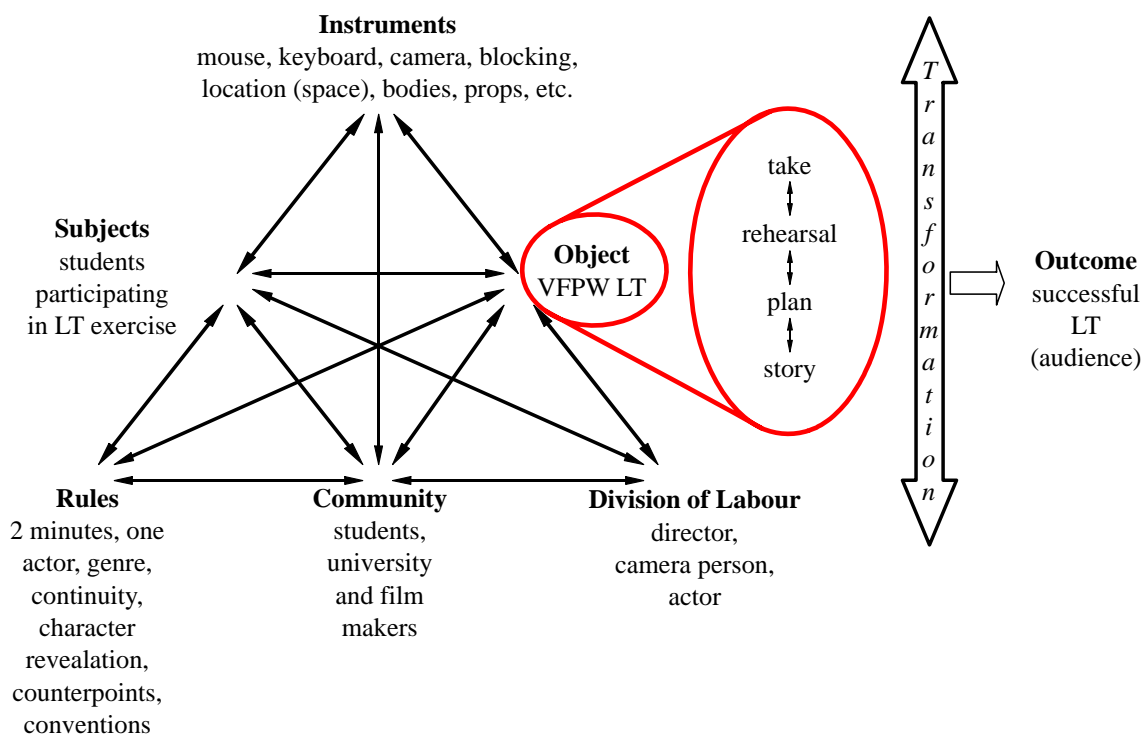 Instruments
mouse, keyboard, camera, blocking,
location (space), bodies, props, etc.
Subjects
students
participating
in LT exercise
Object
VFPW LT
take
rehearsal
plan
story
Transformation
Outcome
successful
LT
(audience)
Rules
2 minutes, one
actor, genre,
continuity,
character
revealation,
counterpoints,
conventions
Community
students,
university
and film
makers
Division of Labour
director,
camera person,
actor